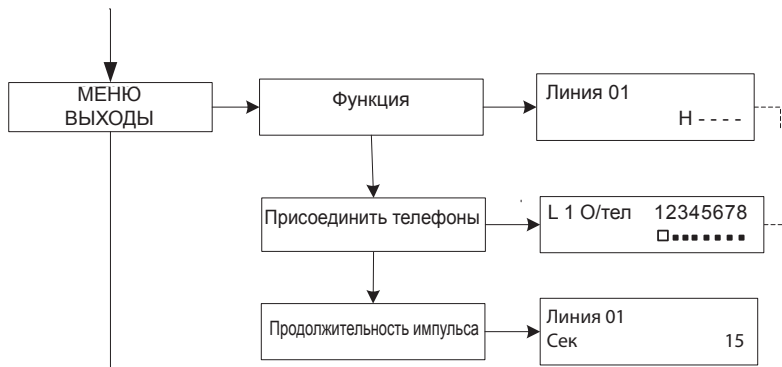 МЕНЮ
ВЫХОДЫ
Функция
Линия 01
Н - - - -
Присоединить телефоны
L 1 О/тел 12345678
Продолжительность импульса
Линия 01
Сек 15